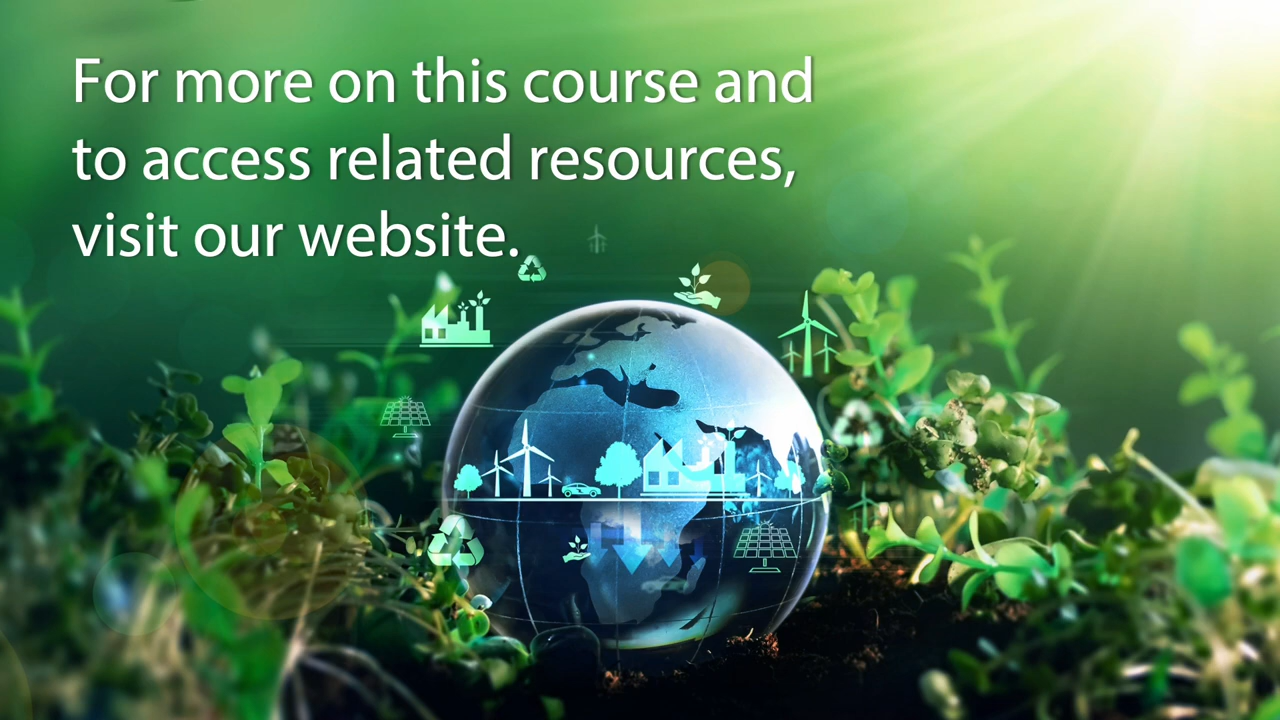 For more on this course and
to access related resources,
visit our website.